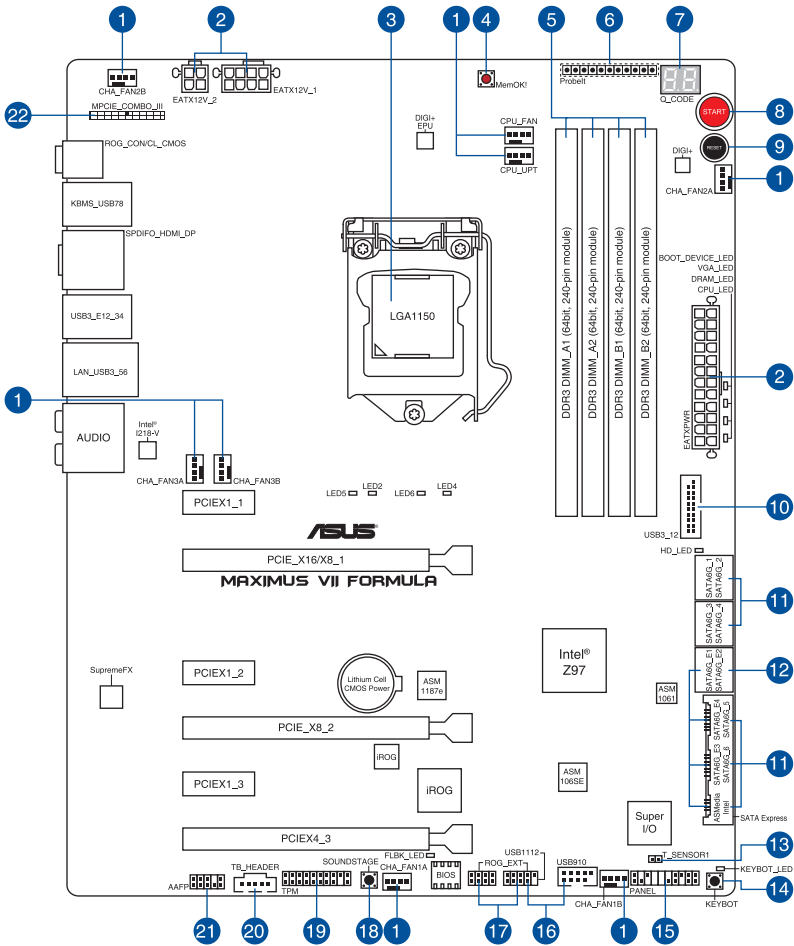 1
2
3
1
4
5
6
7
CHA_FAN2B
EATX12V_2
EATX12V_1
MemOK!
ProbeIt
88
Q_CODE
22
MPCIE_COMBO_III
START
8
DIGI+
EPU
CPU_FAN
CPU_UPT
ROG_CON/CL_CMOS
RESET
9
DIGI+
CHA_FAN2A
1
KBMS_USB78
SPDIFO_HDMI_DP
USB3_E12_34
LAN_USB3_56
AUDIO
LGA1150
DDR3 DIMM_A1 (64bit, 240-pin module)
DDR3 DIMM_A2 (64bit, 240-pin module)
DDR3 DIMM_B1 (64bit, 240-pin module)
DDR3 DIMM_B2 (64bit, 240-pin module)
BOOT_DEVICE_LED
VGA_LED
DRAM_LED
CPU_LED
2
EATXPWR
1
Intel®
I218-V
CHA_FAN3A
CHA_FAN3B
PCIEX1_1
LED5
LED2
LED6
LED4
USB3_12
10
HD_LED
ASUS
PCIE_X16/X8_1
MAXIMUS VII FORMULA
SATA6G_1
SATA6G_2
SATA6G_3
SATA6G_4
11
SATA6G_E1
SATA6G_E2
12
Intel®
Z97
SupremeFX
PCIEX1_2
Lithium Cell
CMOS Power
ASM
1187e
ASM
1061
SATA6G_E4
SATA6G_5
SATA6G_E3
SATA6G_6
ASMedia
Intel
11
PCIE_X8_2
iROG
PCIEX1_3
iROG
ASM
106SE
Super
I/O
SATA Express
PCIEX4_3
FLBK_LED
SOUNDSTAGE
CHA_FAN1A
BIOS
USB1112
ROG_EXT
USB910
T_SENSOR1
13
KEYBOT_LED
14
AAFP
TB_HEADER
TPM
CHA_FAN1B
PANEL
KEYBOT
21
20
19
18
1
17
16
1
15